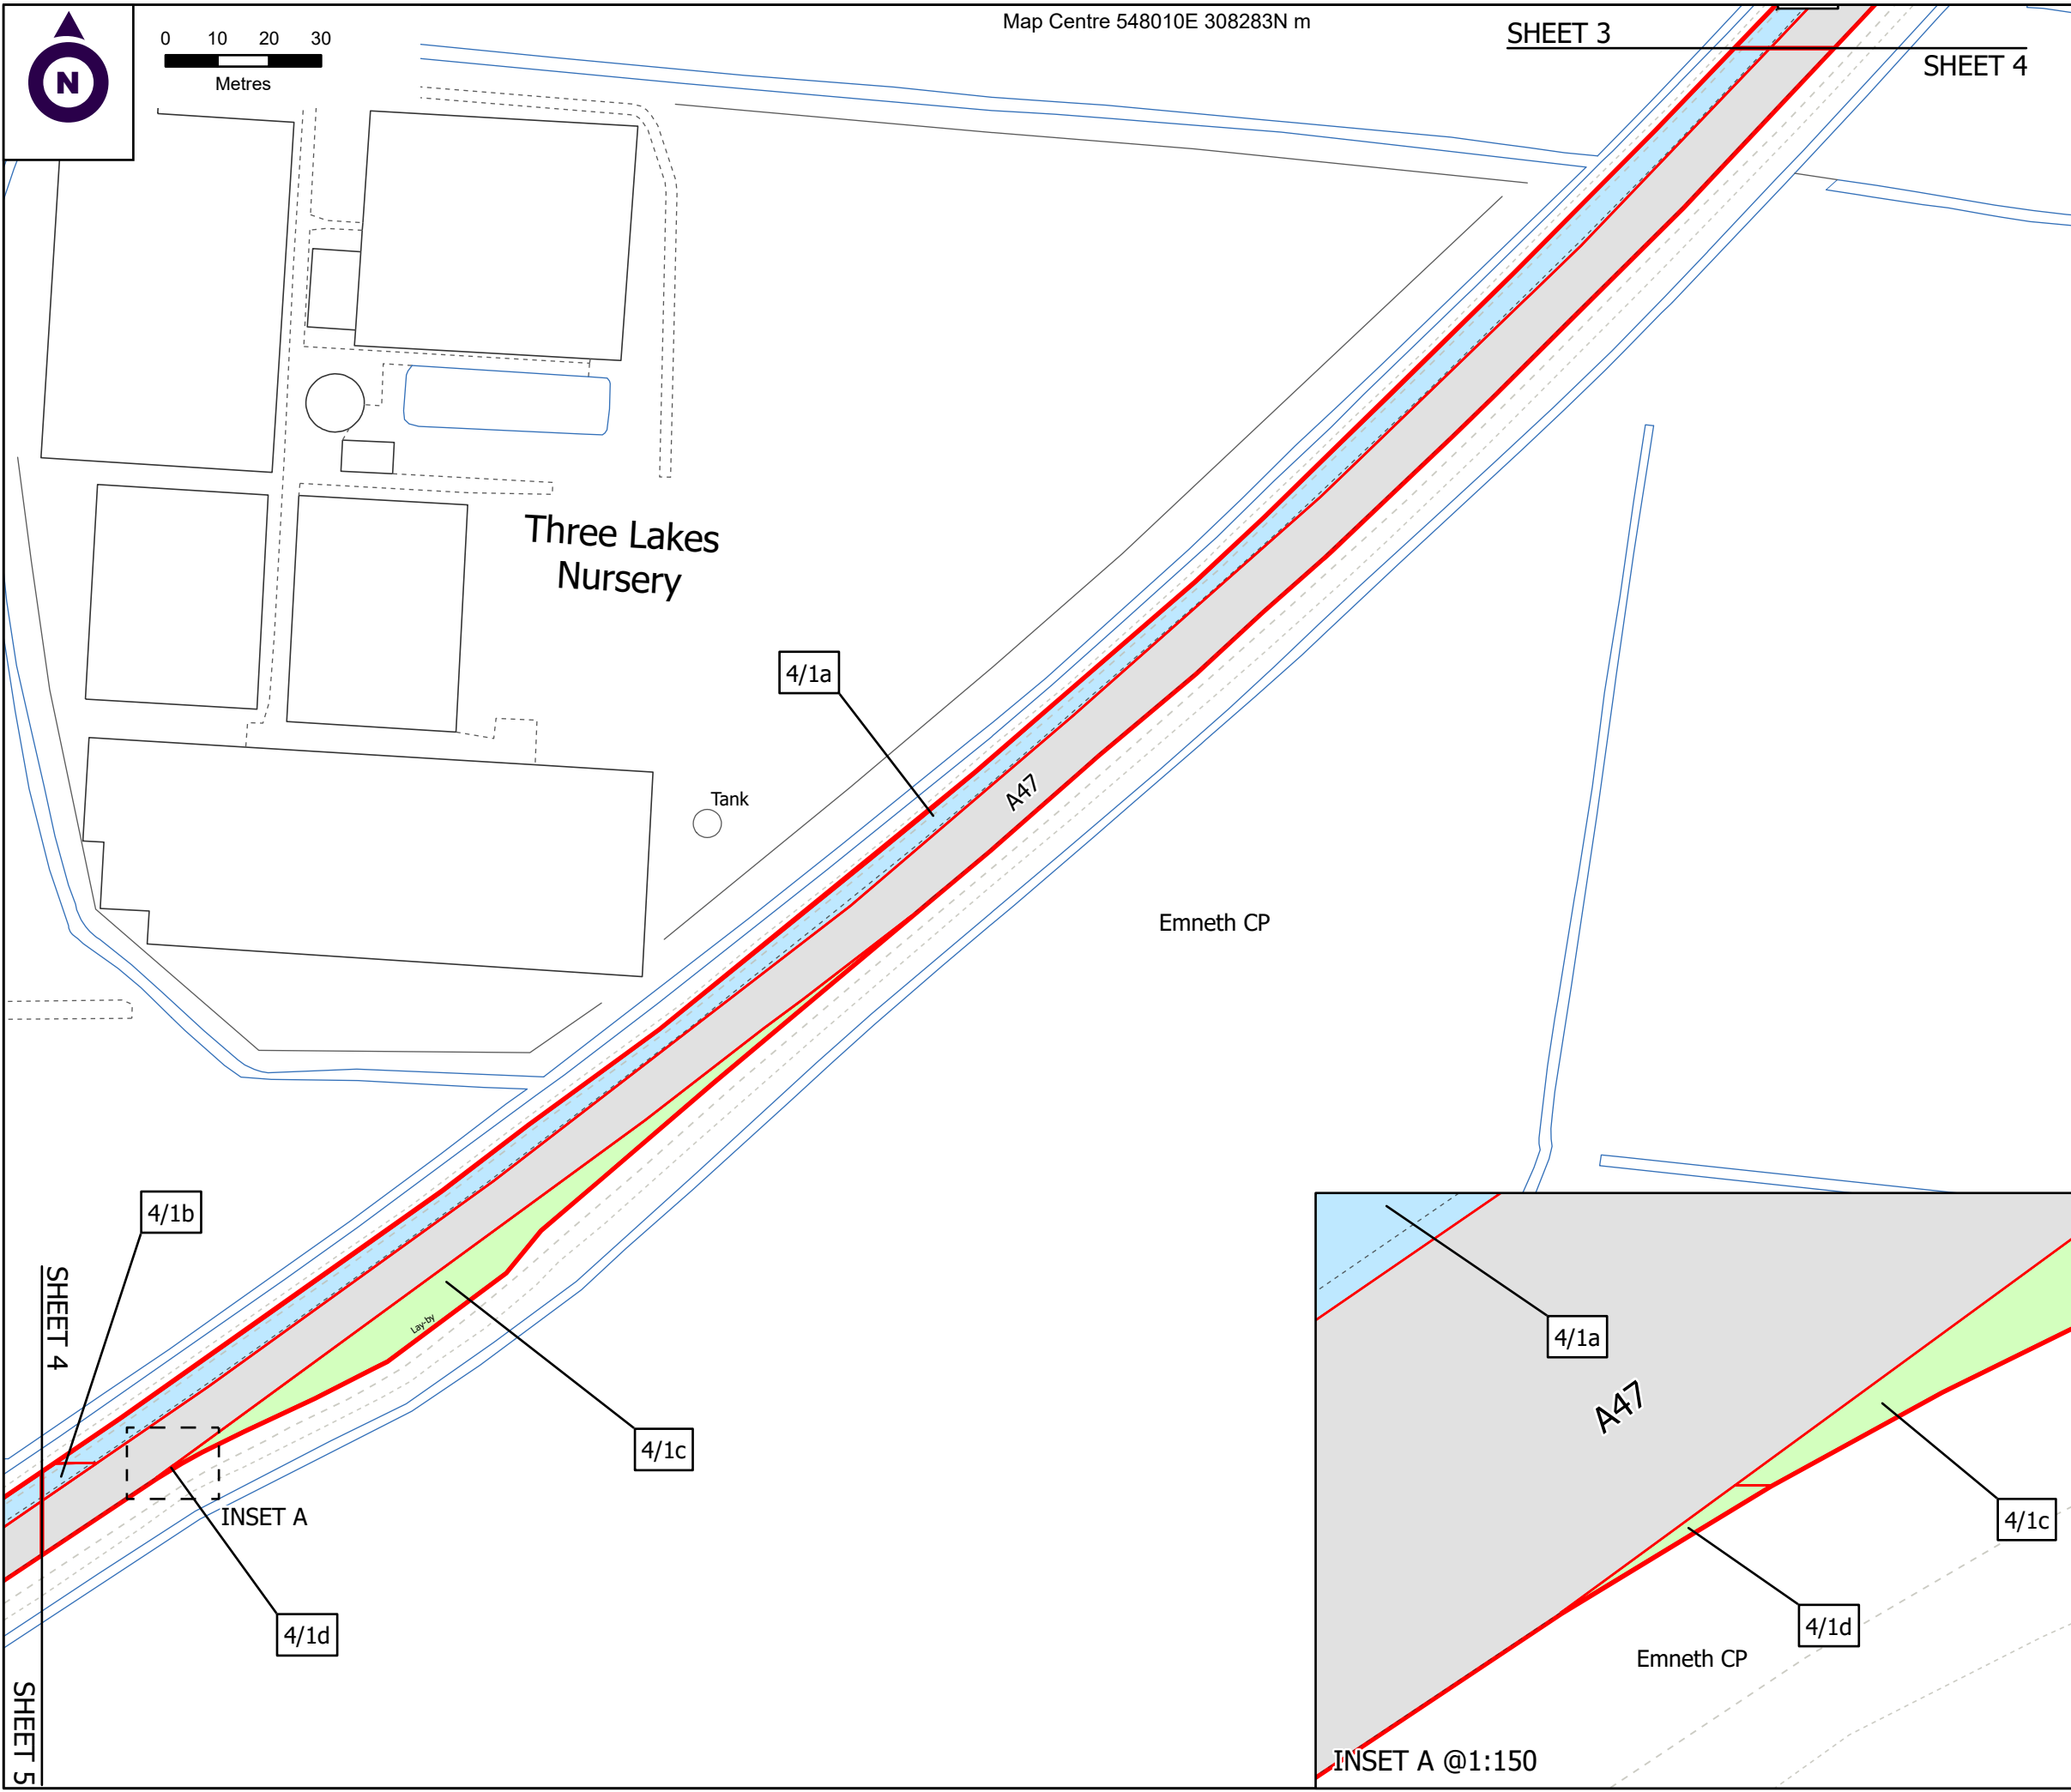 Map Centre 548010E 308283N m
N
0 10 20 30
Metres
SHEET 3
SHEET 4
Three Lakes
Nursery
4/1a
A47
Tank
Emneth CP
4/1b
SHEET 4
Lay-by
4/1c
INSET A
4/1d
SHEET 5
4/1a
A47
4/1c
4/1d
Emneth CP
INSET A @1:150